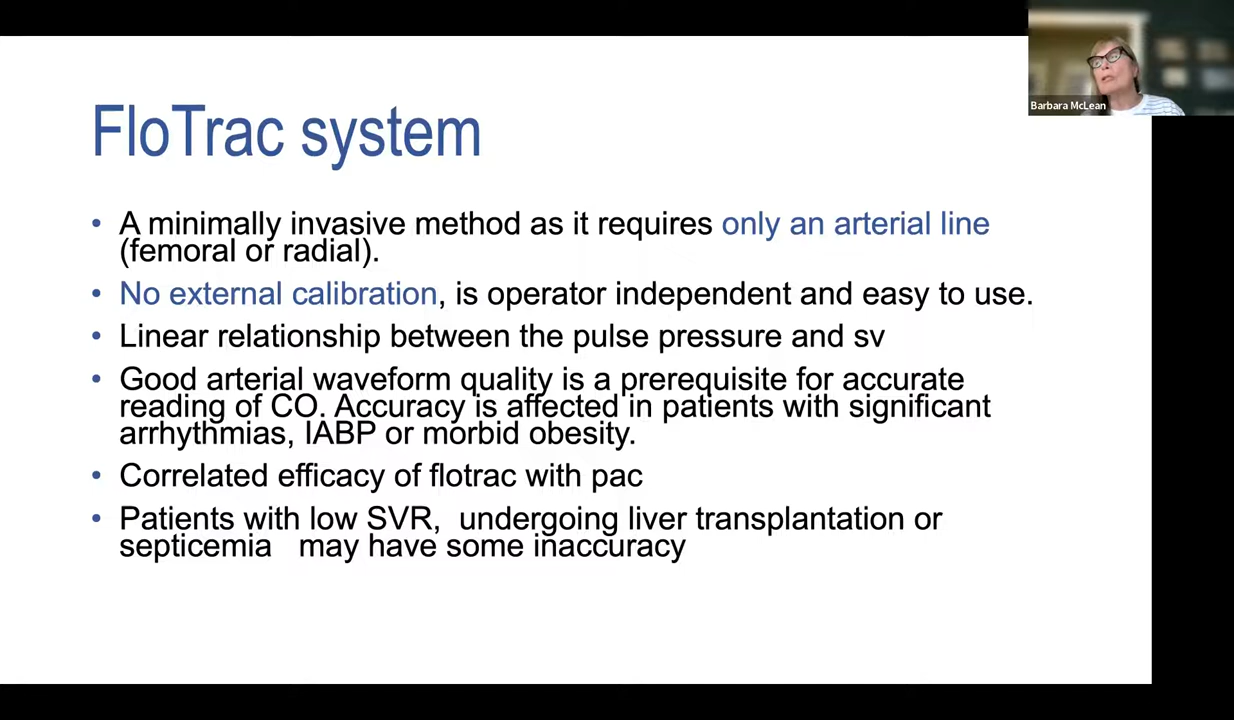 Barbara McLean
FloTrac system
• A minimally invasive method as it requires only an arterial line
(femoral or radial).
• No external calibration, is operator independent and easy to use.
• Linear relationship between the pulse pressure and sv
• Good arterial waveform quality is a prerequisite for accurate
reading of CO. Accuracy is affected in patients with significant
arrhythmias, IABP or morbid obesity.
• Correlated efficacy of flotrac with pac
• Patients with low SVR,  undergoing liver transplantation or
septicemia   may have some inaccuracy